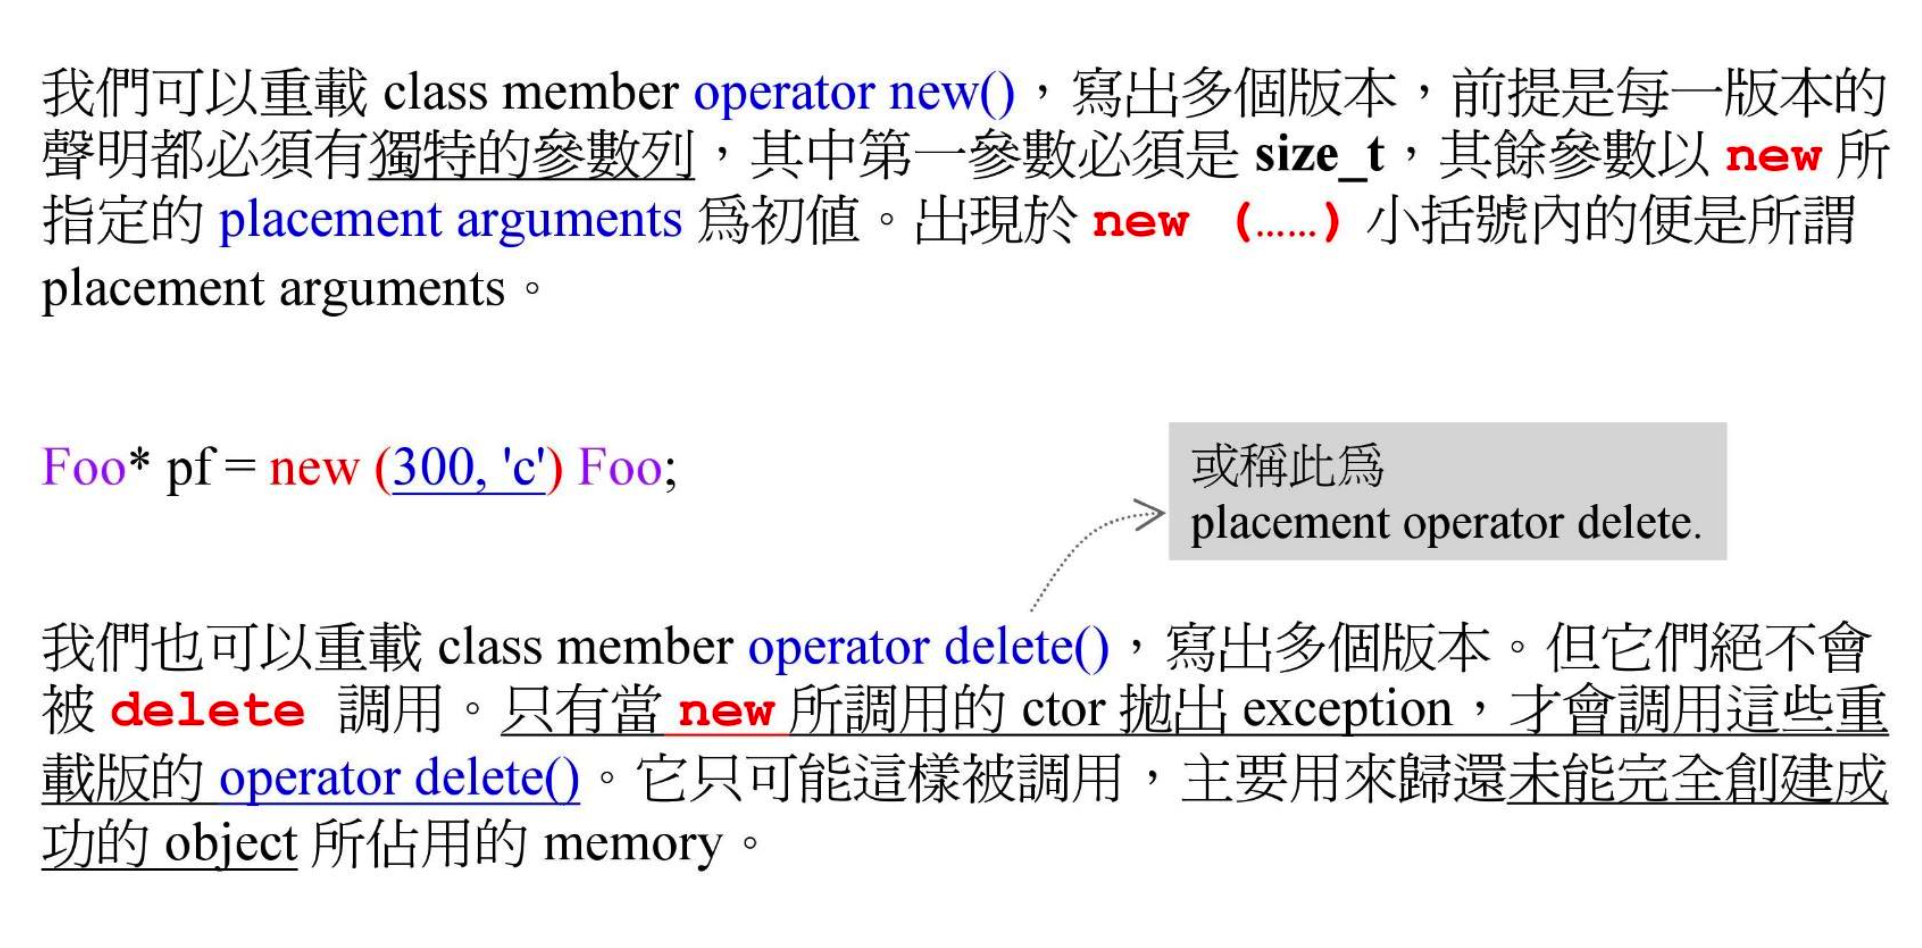 我們可以重載 class member operator new()，寫出多個版本，前提是每一版本的
聲明都必須有獨特的參數列，其中第一參數必須是 size_t，其餘參數以 new 所
指定的 placement arguments 爲初值。出現於 new (……) 小括號內的便是所謂
placement arguments。
Foo* pf = new (300, 'c') Foo;
或稱此爲
placement operator delete.
我們也可以重載 class member operator delete()，寫出多個版本。但它們絕不會
被 delete 調用。只有當 new 所調用的 ctor 拋出 exception，才會調用這些重
載版的 operator delete()。它只可能這樣被調用，主要用來歸還未能完全創建成
功的 object 所佔用的 memory。